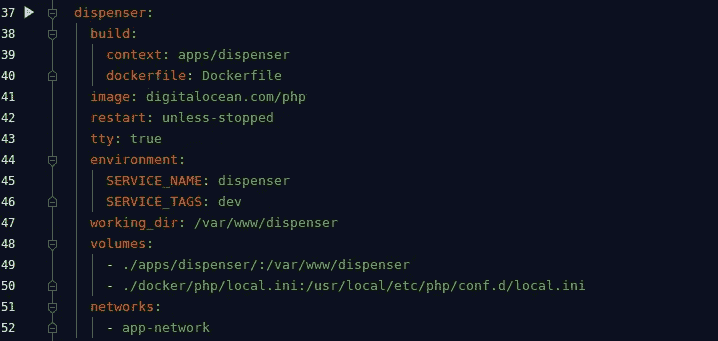 37 dispenser:
38 build:
39 context: apps/dispenser
40 dockerfile: Dockerfile
41 image: digitalocean.com/php
42 restart: unless-stopped
43 tty: true
44 environment:
45 SERVICE_NAME: dispenser
46 SERVICE_TAGS: dev
47 working_dir: /var/www/dispenser
48 volumes:
49 - ./apps/dispenser/:/var/www/dispenser
50 - ./docker/php/local.ini:/usr/local/etc/php/conf.d/local.ini
51 networks:
52 - app-network